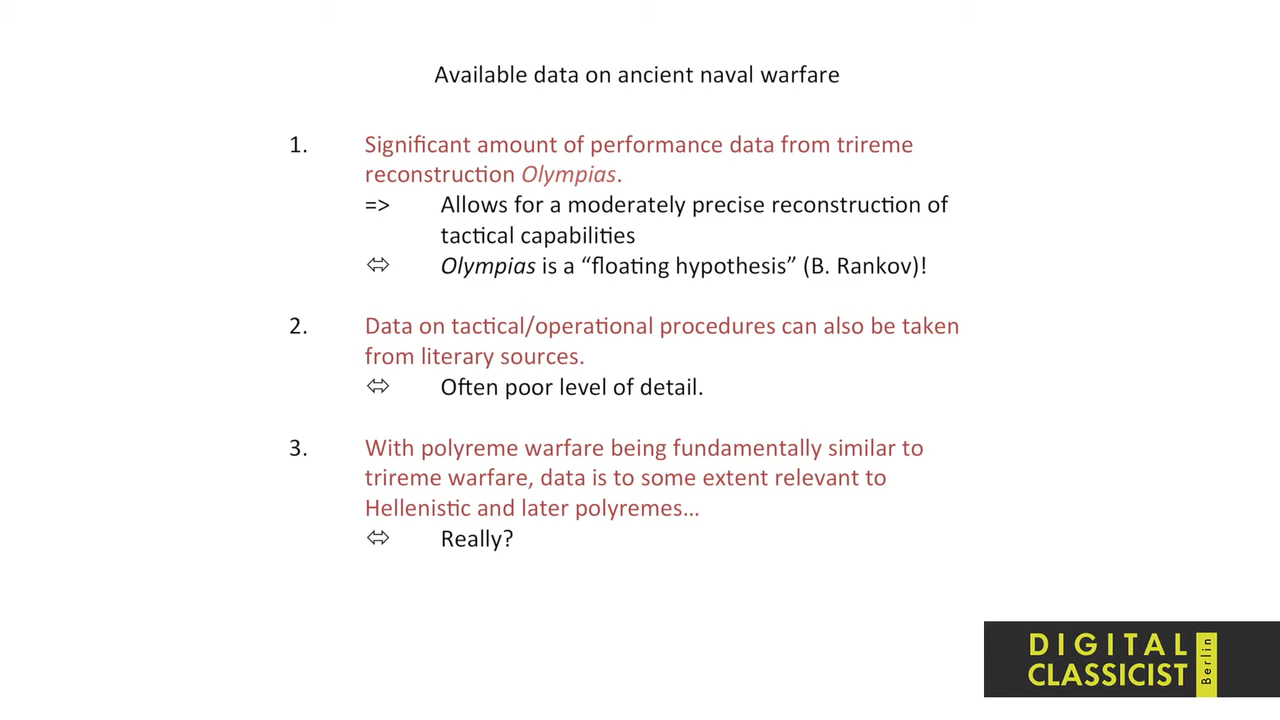 Available data on ancient naval warfare
1. Significant amount of performance data from trireme
reconstruction Olympias.
=> Allows for a moderately precise reconstruction of
tactical capabilities
⬄ Olympias is a “floating hypothesis” (B. Rankov)!
2. Data on tactical/operational procedures can also be taken
from literary sources.
⬄ Often poor level of detail.
3. With polyreme warfare being fundamentally similar to
trireme warfare, data is to some extent relevant to
Hellenistic and later polyremes…
⬄ Really?
DIGITAL
CLASSICIST
Berlin